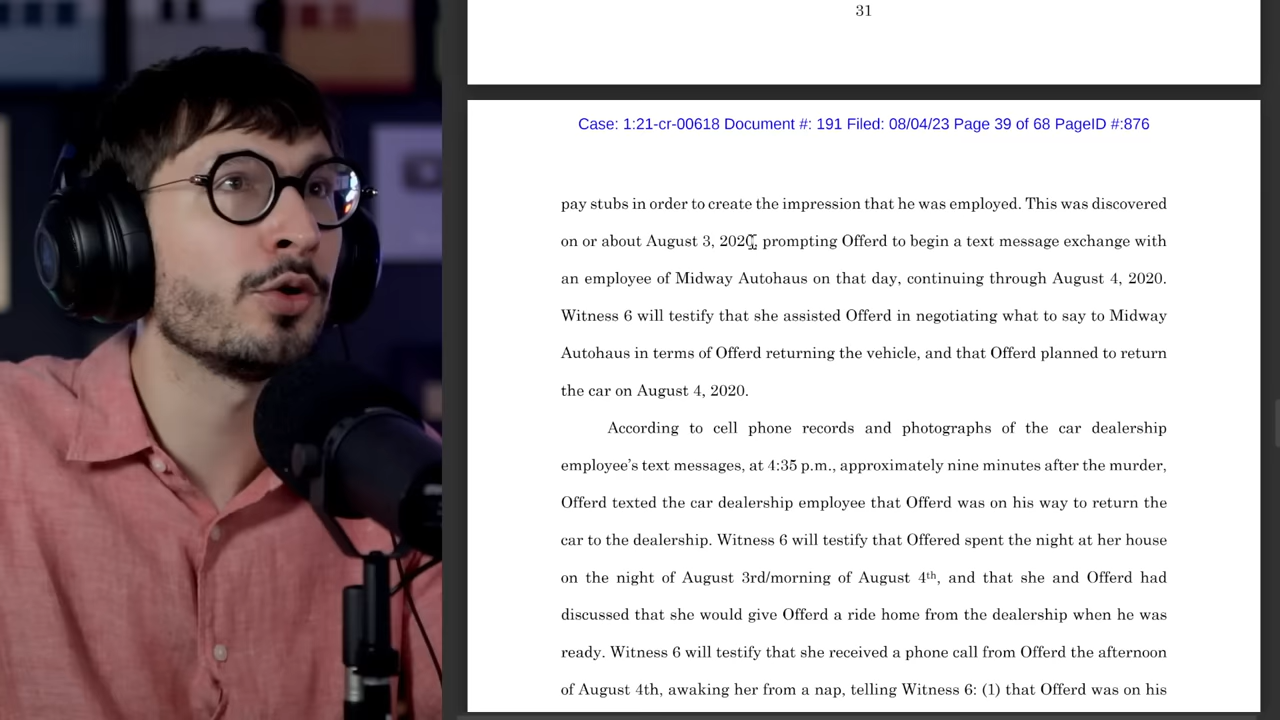 31
Case: 1:21-cr-00618 Document #: 191 Filed: 08/04/23 Page 39 of 68 PageID #:876
pay stubs in order to create the impression that he was employed. This was discovered
on or about August 3, 2020, prompting Offerd to begin a text message exchange with
an employee of Midway Autohaus on that day, continuing through August 4, 2020.
Witness 6 will testify that she assisted Offerd in negotiating what to say to Midway
Autohaus in terms of Offerd returning the vehicle, and that Offerd planned to return
the car on August 4, 2020.
According to cell phone records and photographs of the car dealership
employee’s text messages, at 4:35 p.m., approximately nine minutes after the murder,
Offerd texted the car dealership employee that Offerd was on his way to return the
car to the dealership. Witness 6 will testify that Offered spent the night at her house
on the night of August 3rd/morning of August 4th, and that she and Offerd had
discussed that she would give Offerd a ride home from the dealership when he was
ready. Witness 6 will testify that she received a phone call from Offerd the afternoon
of August 4th, awaking her from a nap, telling Witness 6: (1) that Offerd was on his